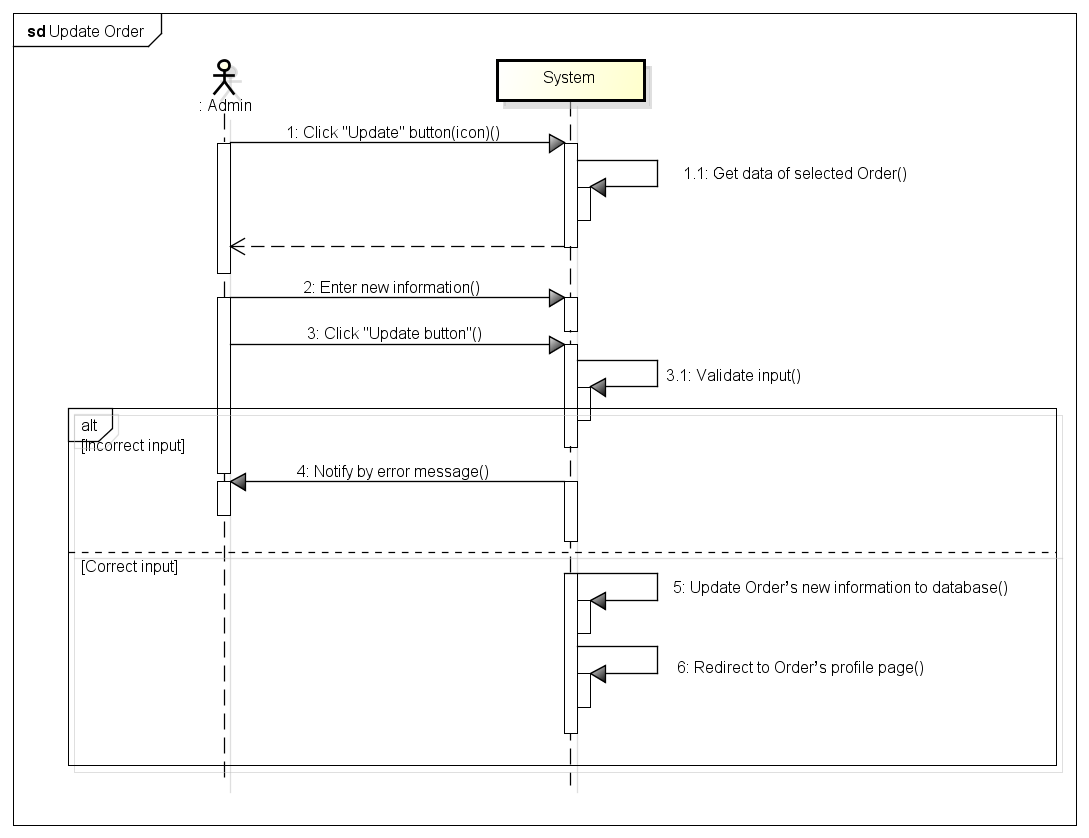 sd Update Order
: Admin
System
1: Click "Update" button(icon)()
1.1: Get data of selected Order()
2: Enter new information()
3: Click "Update button"()
3.1: Validate input()
alt
[Incorrect input]
4: Notify by error message()
[Correct input]
5: Update Order's new information to database()
6: Redirect to Order's profile page()